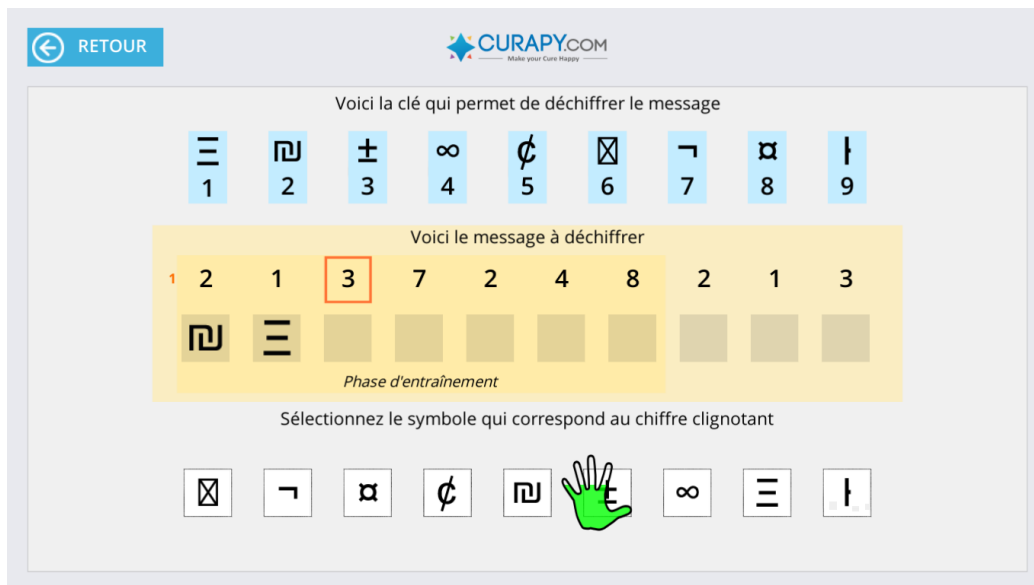 RETOUR
CURAPY.COM
Make your Cure Happy
Voici la clé qui permet de déchiffrer le message
Ξ ₪ ± ∞ ₵ ☒ ¬ ¤ ⺊
1 2 3 4 5 6 7 8 9
Voici le message à déchiffrer
1 2 1 3 7 2 4 8 2 1 3
₪ Ξ
Phase d'entraînement
Sélectionnez le symbole qui correspond au chiffre clignotant
☒ ¬ ¤ ₵ ₪ ± ∞ Ξ ⺊